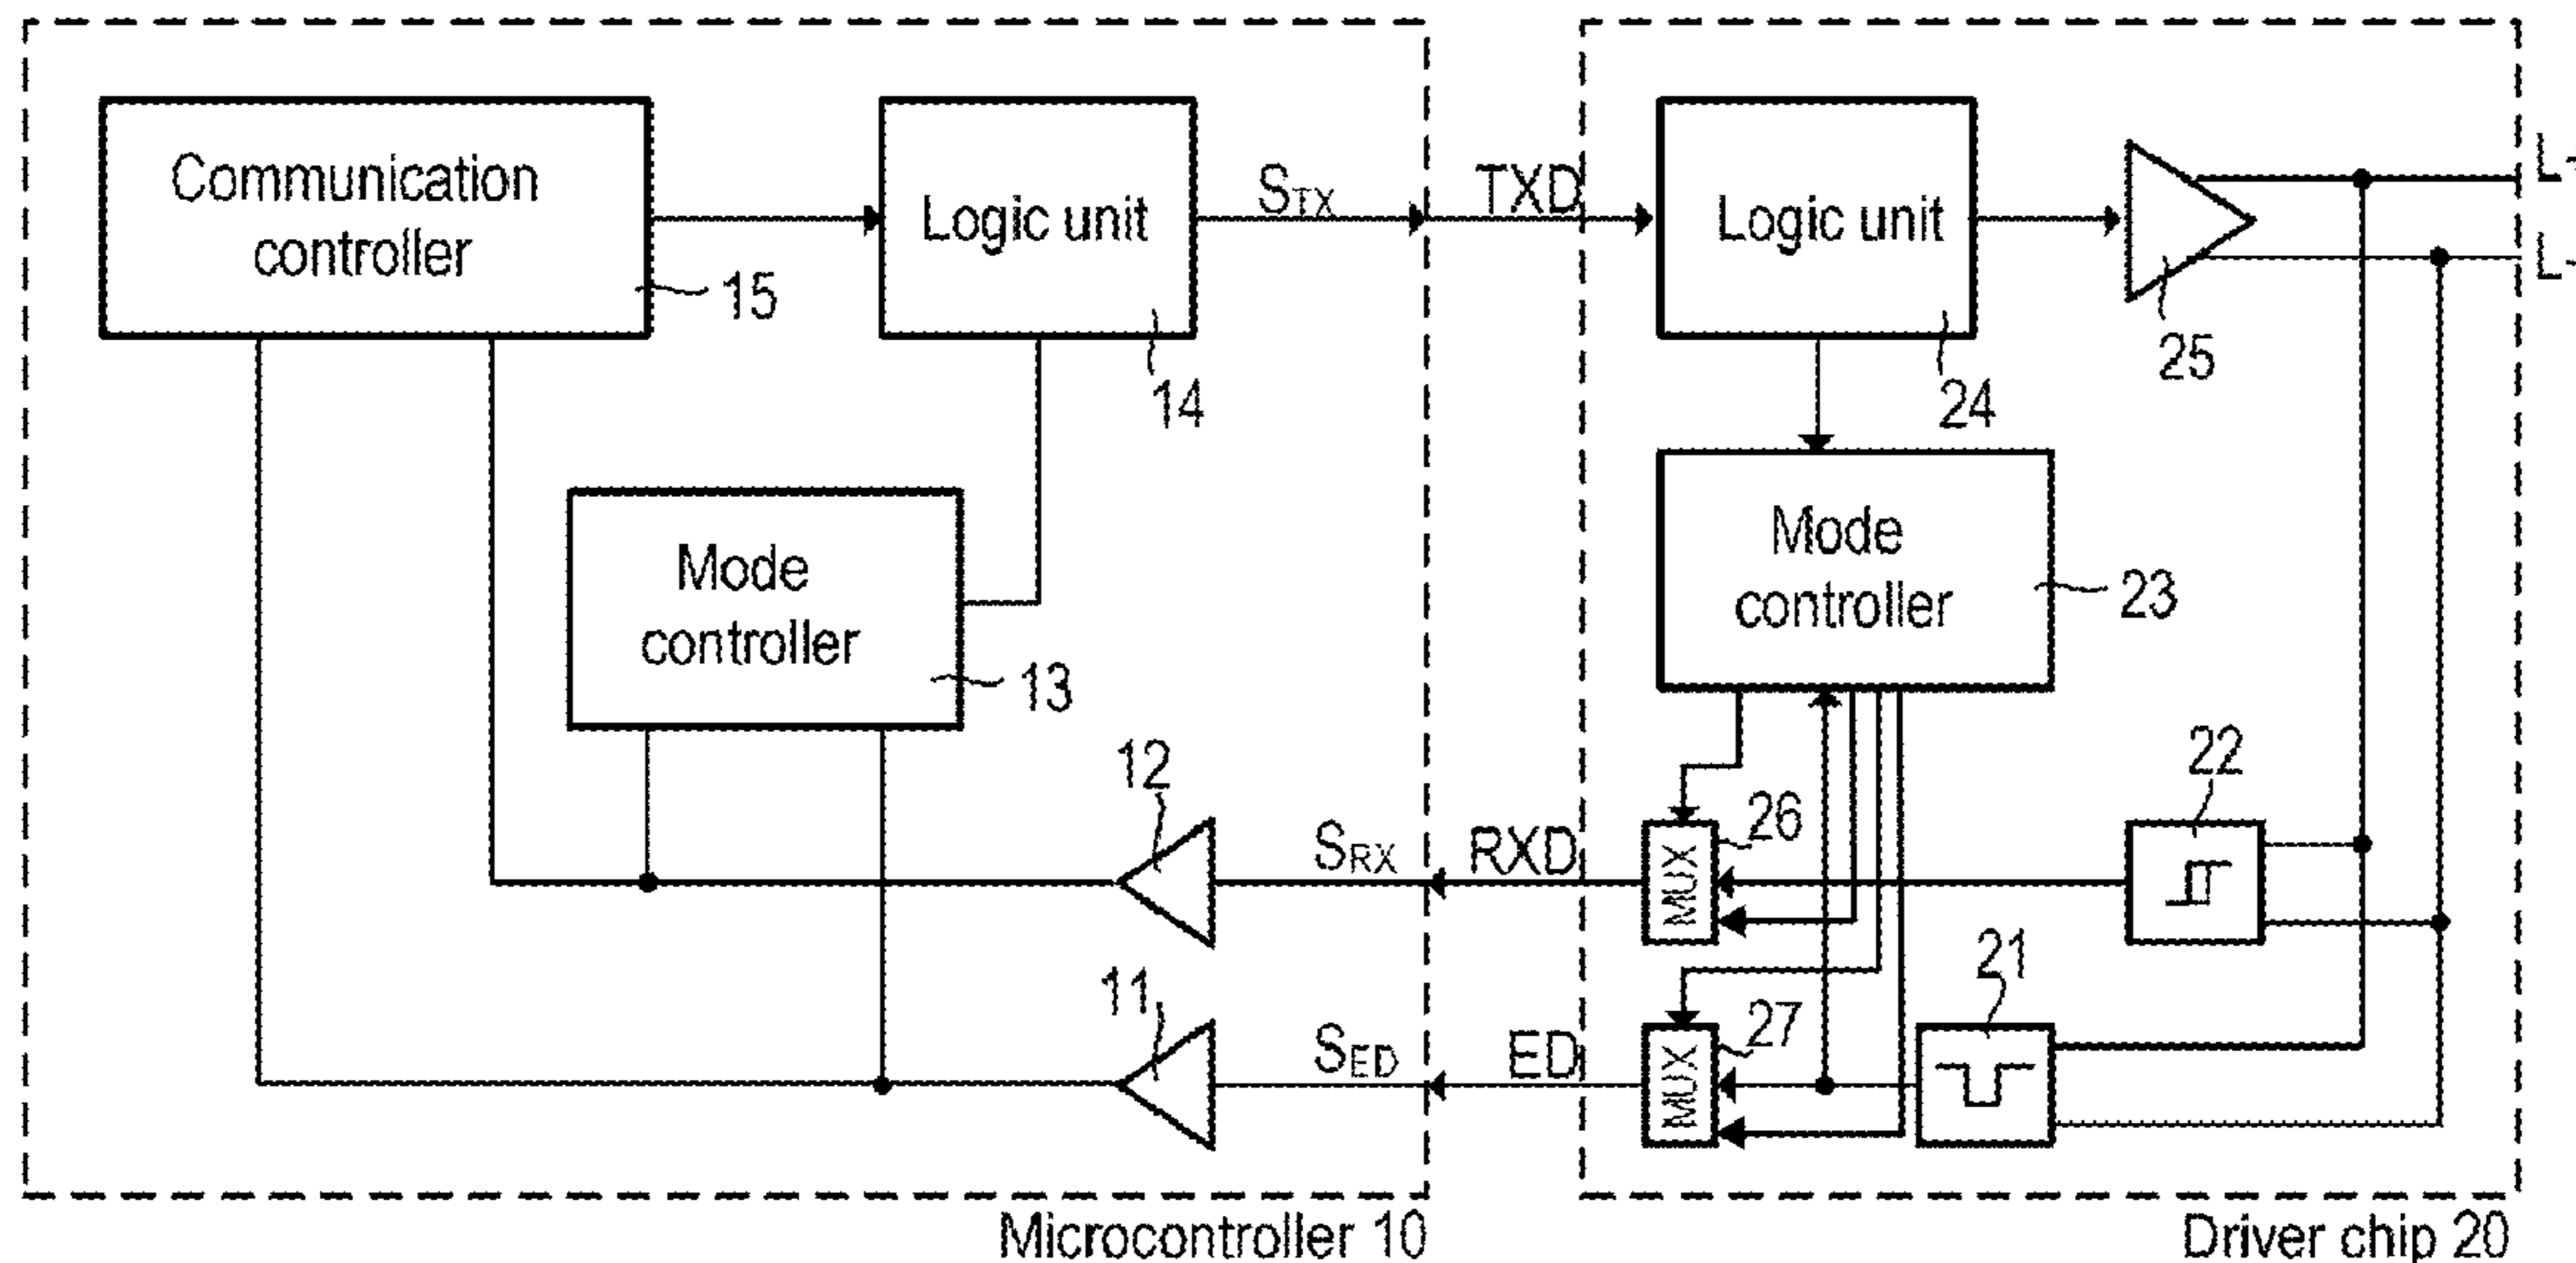 Communication
controller
15
Logic unit
14
STX
TXD
Logic unit
24
25
L+
L-
Mode
controller
13
Mode
controller
23
12
SRX
RXD
MUX
26
22
11
SED
ED
MUX
27
21
Microcontroller 10
Driver chip 20